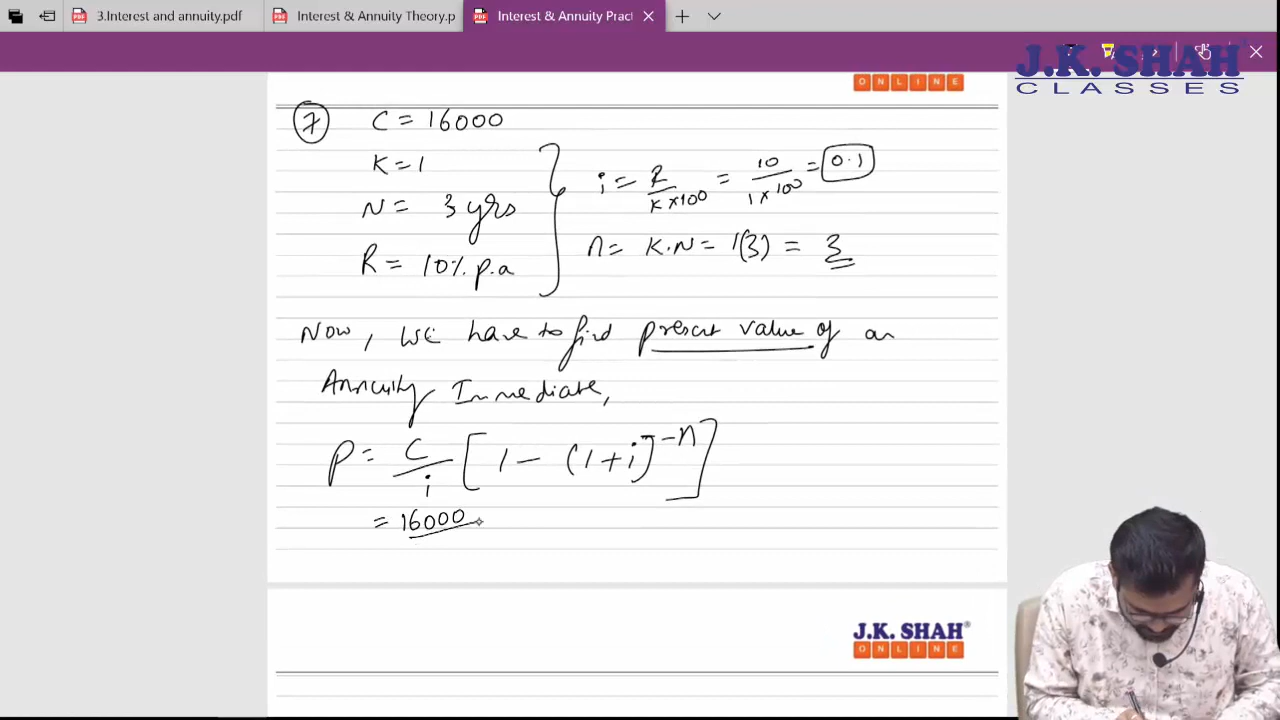 3.Interest and annuity.pdf
Interest & Annuity Theory.p
Interest & Annuity Pract
J.K. SHAH
CLASSES
ONLINE
7 C = 16000
K = 1
N = 3 yrs
R = 10% p.a
i = R / K × 100 = 10 / 1 × 100 = 0.1
n = K.N = 1(3) = 3
Now, we have to find present value of an
Annuity Immediate,
P = C / i [1 - (1+i)^-n]
= 16000
J.K. SHAH®
ONLINE